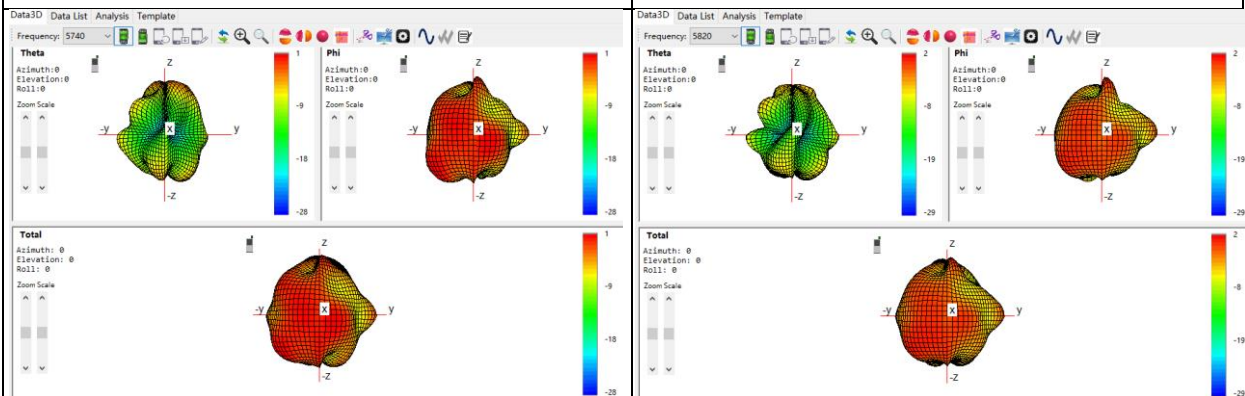 Data3D Data List Analysis Template
Frequency: 5740
Theta
Azimuth:0
Elevation:0
Roll:0
Zoom Scale
Z
-y
X
y
-Z
1
-9
-18
-28
Phi
Azimuth:0
Elevation:0
Roll:0
Zoom Scale
Z
-y
X
y
-Z
1
-9
-18
-28
Total
Azimuth: 0
Elevation: 0
Roll: 0
Zoom Scale
Z
-y
X
y
-Z
1
-9
-18
-28
Data3D Data List Analysis Template
Frequency: 5820
Theta
Azimuth:0
Elevation:0
Roll:0
Zoom Scale
Z
-y
X
y
-Z
2
-8
-19
-29
Phi
Azimuth:0
Elevation:0
Roll:0
Zoom Scale
Z
-y
X
y
-Z
2
-8
-19
-29
Total
Azimuth: 0
Elevation: 0
Roll: 0
Zoom Scale
Z
-y
X
y
-Z
2
-8
-19
-29